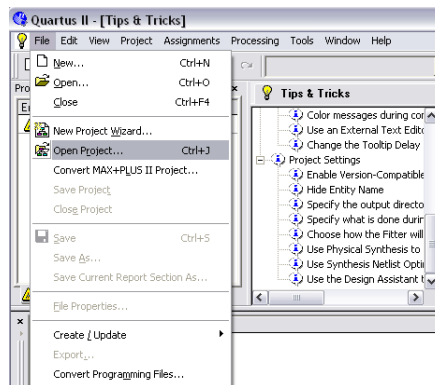 Quartus II - [Tips & Tricks]
File Edit View Project Assignments Processing Tools Window Help
New... Ctrl+N
Open... Ctrl+O
Close Ctrl+F4
New Project Wizard...
Open Project... Ctrl+J
Convert MAX+PLUS II Project...
Save Project
Close Project
Save Ctrl+S
Save As...
Save Current Report Section As...
File Properties...
Create / Update
Export...
Convert Programming Files...
Tips & Tricks
Color messages during
Use an External Text
Change the Tooltip Delay
Project Settings
Enable Version-Compatible
Hide Entity Name
Specify the output
Specify what is done
Choose how the Fitter will
Use Physical Synthesis to
Use Synthesis Netlist
Use the Design Assistant